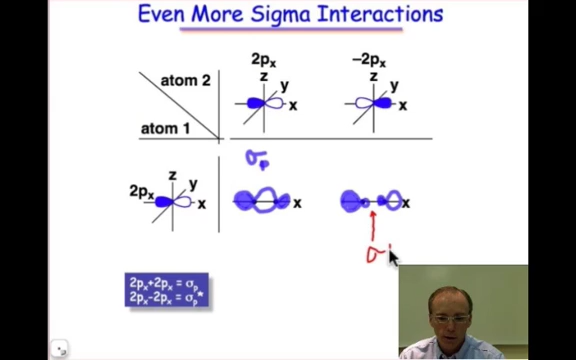 Even More Sigma Interactions
2pₓ
−2pₓ
z
y
x
z
y
x
atom 2
atom 1
2pₓ
z
y
x
σₚ
x
x
σ
2pₓ+2pₓ = σₚ
2pₓ-2pₓ = σₚ*